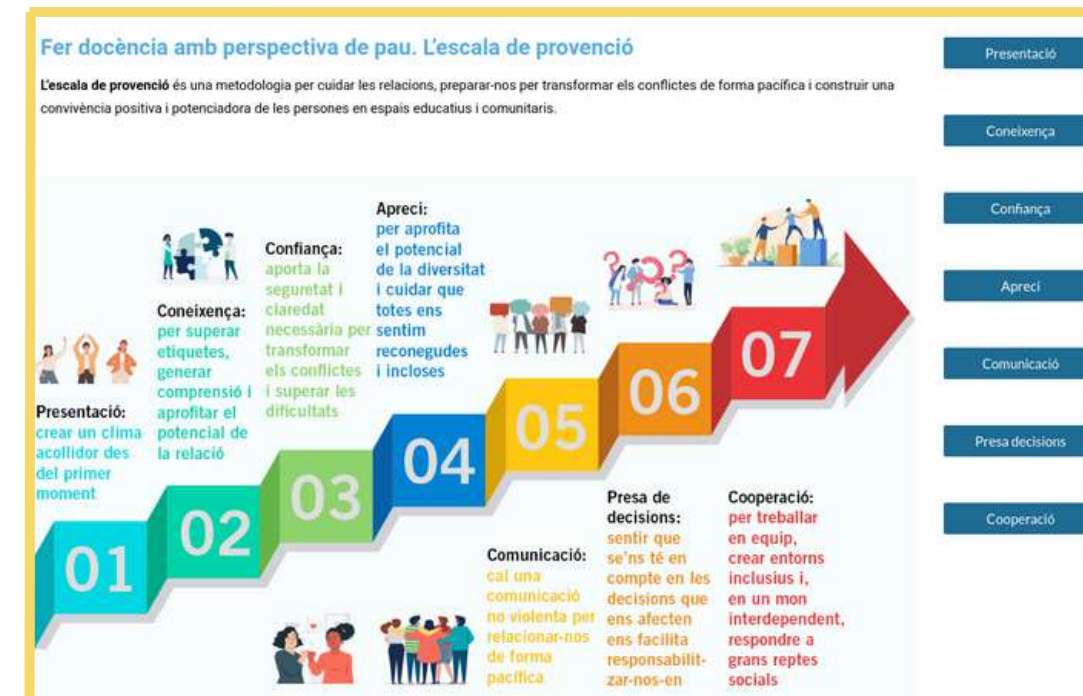 Fer docència amb perspectiva de pau. L'escala de provenció
L'escala de provenció és una metodologia per cuidar les relacions, preparar-nos per transformar els conflictes de forma pacífica i construir una
convivència positiva i potenciadora de les persones en espais educatius i comunitaris.
Presentació
Coneixença
Confiança
Apreci
Comunicació
Presa decisions
Cooperació
Presentació:
crear un clima
acollidor des
del primer
moment
Coneixença:
per superar
etiquetes,
generar
comprensió i
aprofitar el
potencial de
la relació
Confiança:
aporta la
seguretat i
claredat
necessària per
transformar
els conflictes
i superar les
dificultats
Apreci:
per aprofita
el potencial
de la diversitat
i cuidar que
totes ens
sentim
reconegudes
i incloses
01
02
03
04
05
06
07
Comunicació:
cal una
comunicació
no violenta per
relacionar-nos
de forma
pacífica
Presa de
decisions:
sentir que
se'ns té en
compte en les
decisions que
ens afecten
ens facilita
responsabilit-
zar-nos-en
Cooperació:
per treballar
en equip,
crear entorns
inclusius i,
en un mon
interdependent,
respondre a
grans reptes
socials